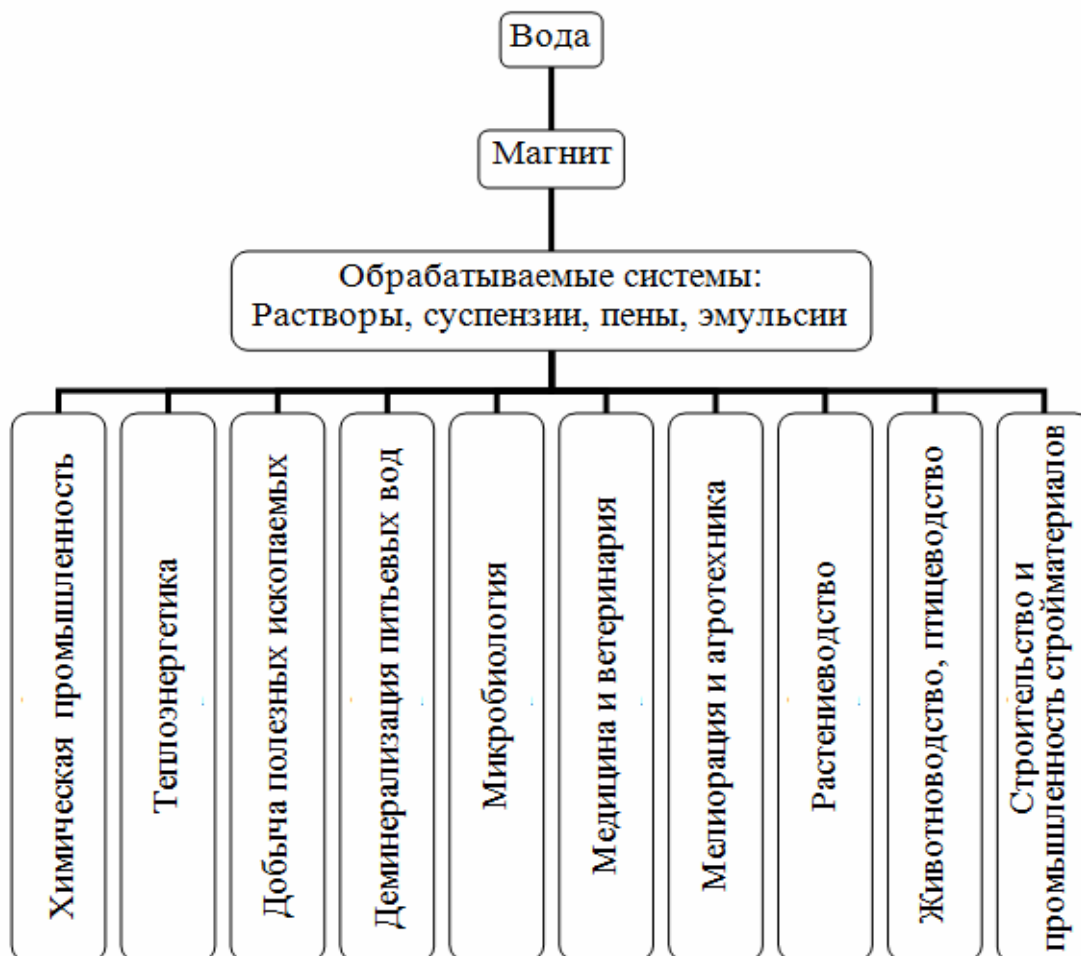 Вода
Магнит
Обрабатываемые системы:
Растворы, суспензии, пены, эмульсии
Химическая промышленность
Теплоэнергетика
Добыча полезных ископаемых
Деминерализация питьевых вод
Микробиология
Медицина и ветеринария
Мелиорация и агротехника
Растениеводство
Животноводство, птицеводство
Строительство и
промышленность стройматериалов